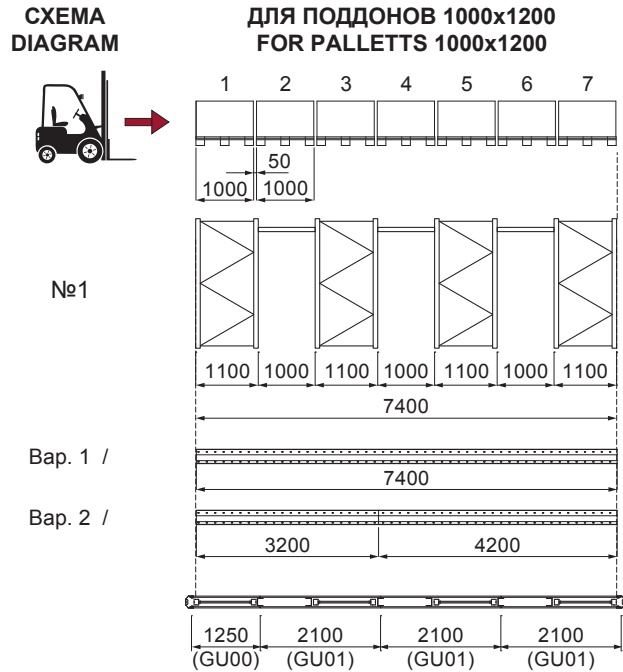 СХЕМА
DIAGRAM
ДЛЯ ПОДДОНОВ 1000x1200
FOR PALLETTS 1000x1200
1 2 3 4 5 6 7
50
1000 1000
№1
1100 1000 1100 1000 1100 1000 1100
7400
Вар. 1 /
7400
Вар. 2 /
3200 4200
1250 2100 2100 2100
(GU00) (GU01) (GU01) (GU01)